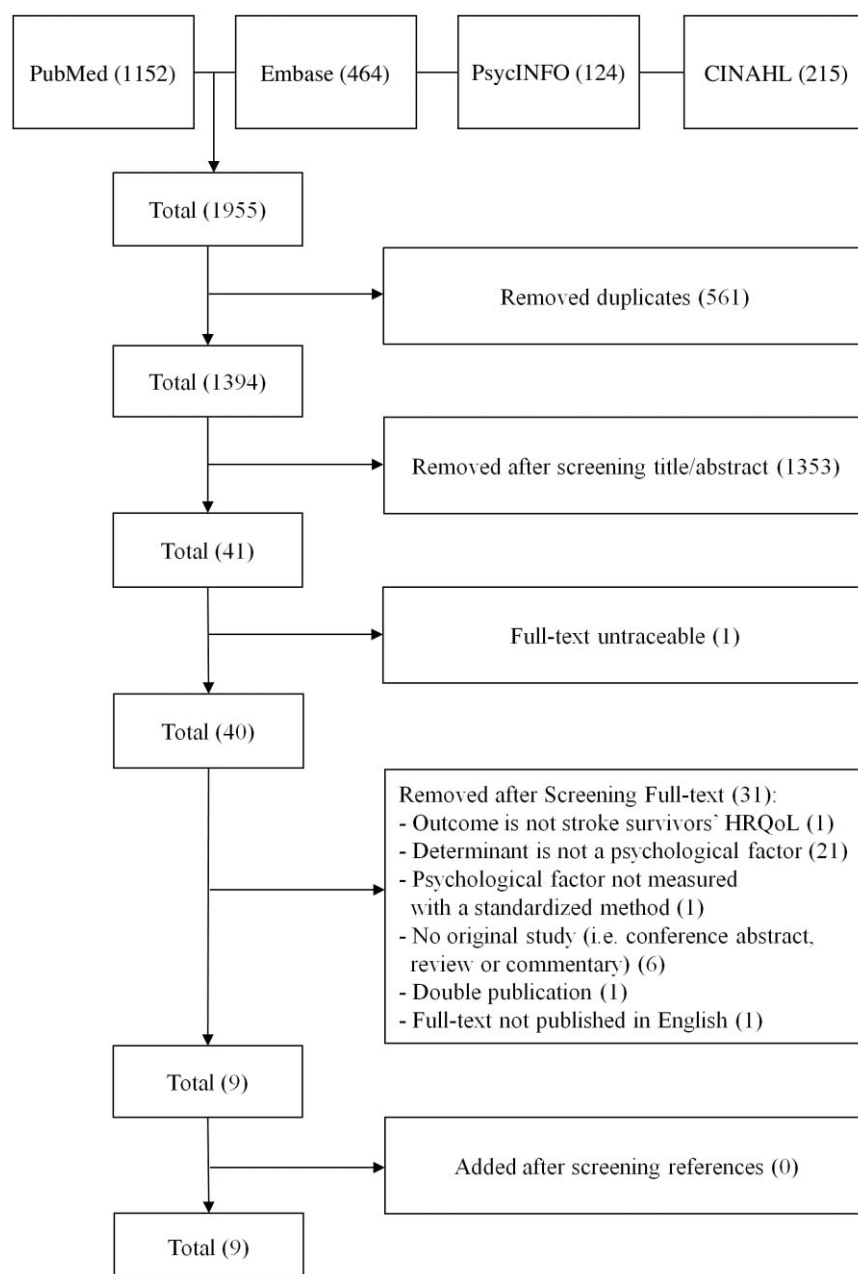 PubMed (1152)
Embase (464)
PsycINFO (124)
CINAHL (215)
Total (1955)
Removed duplicates (561)
Total (1394)
Removed after screening title/abstract (1353)
Total (41)
Full-text untraceable (1)
Total (40)
Removed after Screening Full-text (31):
- Outcome is not stroke survivors’ HRQoL (1)
- Determinant is not a psychological factor (21)
- Psychological factor not measured
with a standardized method (1)
- No original study (i.e. conference abstract,
review or commentary) (6)
- Double publication (1)
- Full-text not published in English (1)
Total (9)
Added after screening references (0)
Total (9)